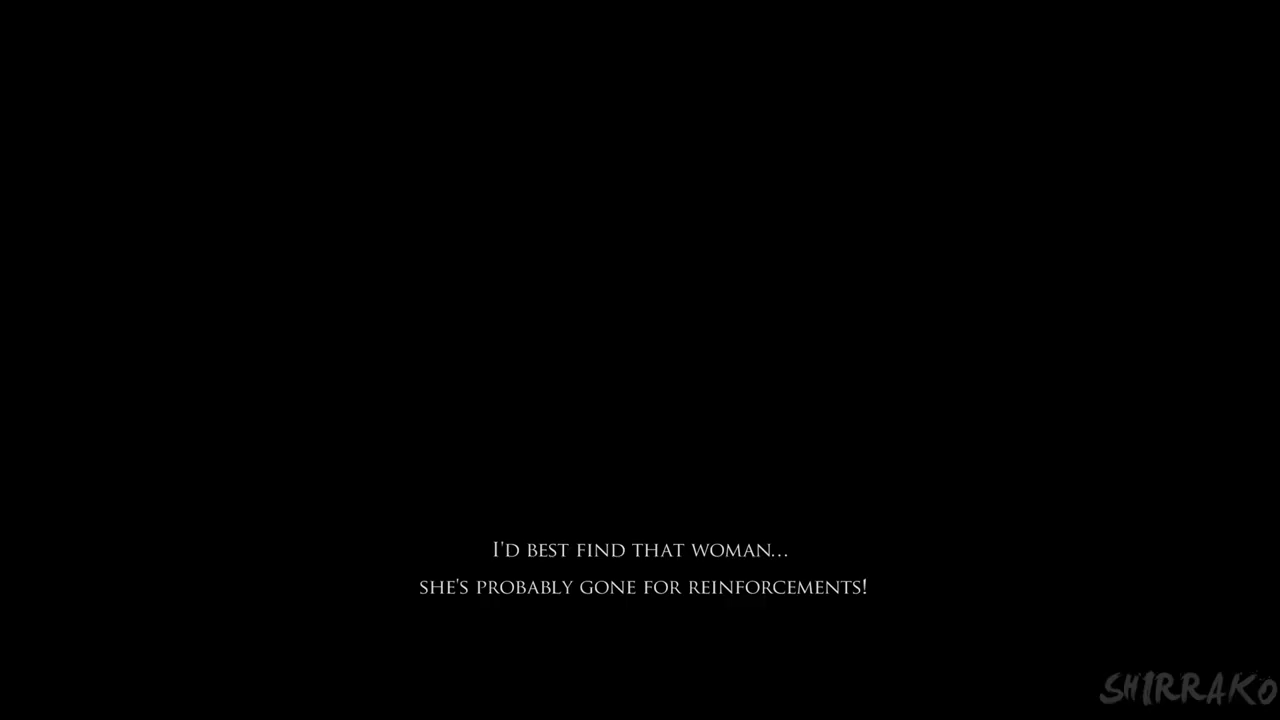 I'D BEST FIND THAT WOMAN...
SHE'S PROBABLY GONE FOR REINFORCEMENTS!
SHIRRAKO